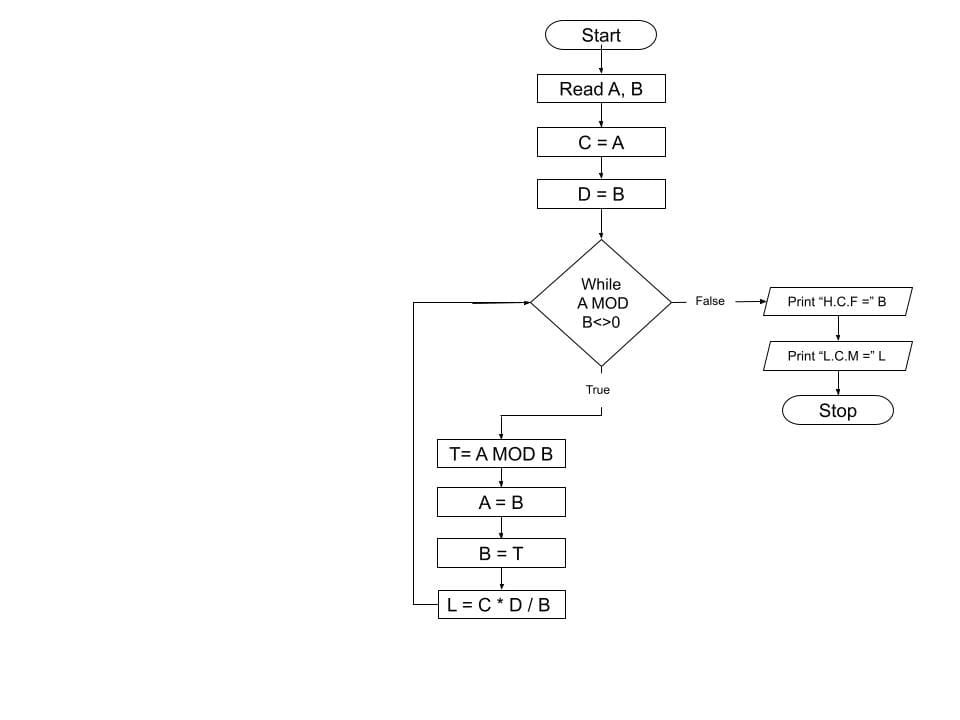 Start
Read A, B
C = A
D = B
While
A MOD
B<>0
False
Print “H.C.F =” B
Print “L.C.M =” L
Stop
True
T= A MOD B
A = B
B = T
L = C * D / B